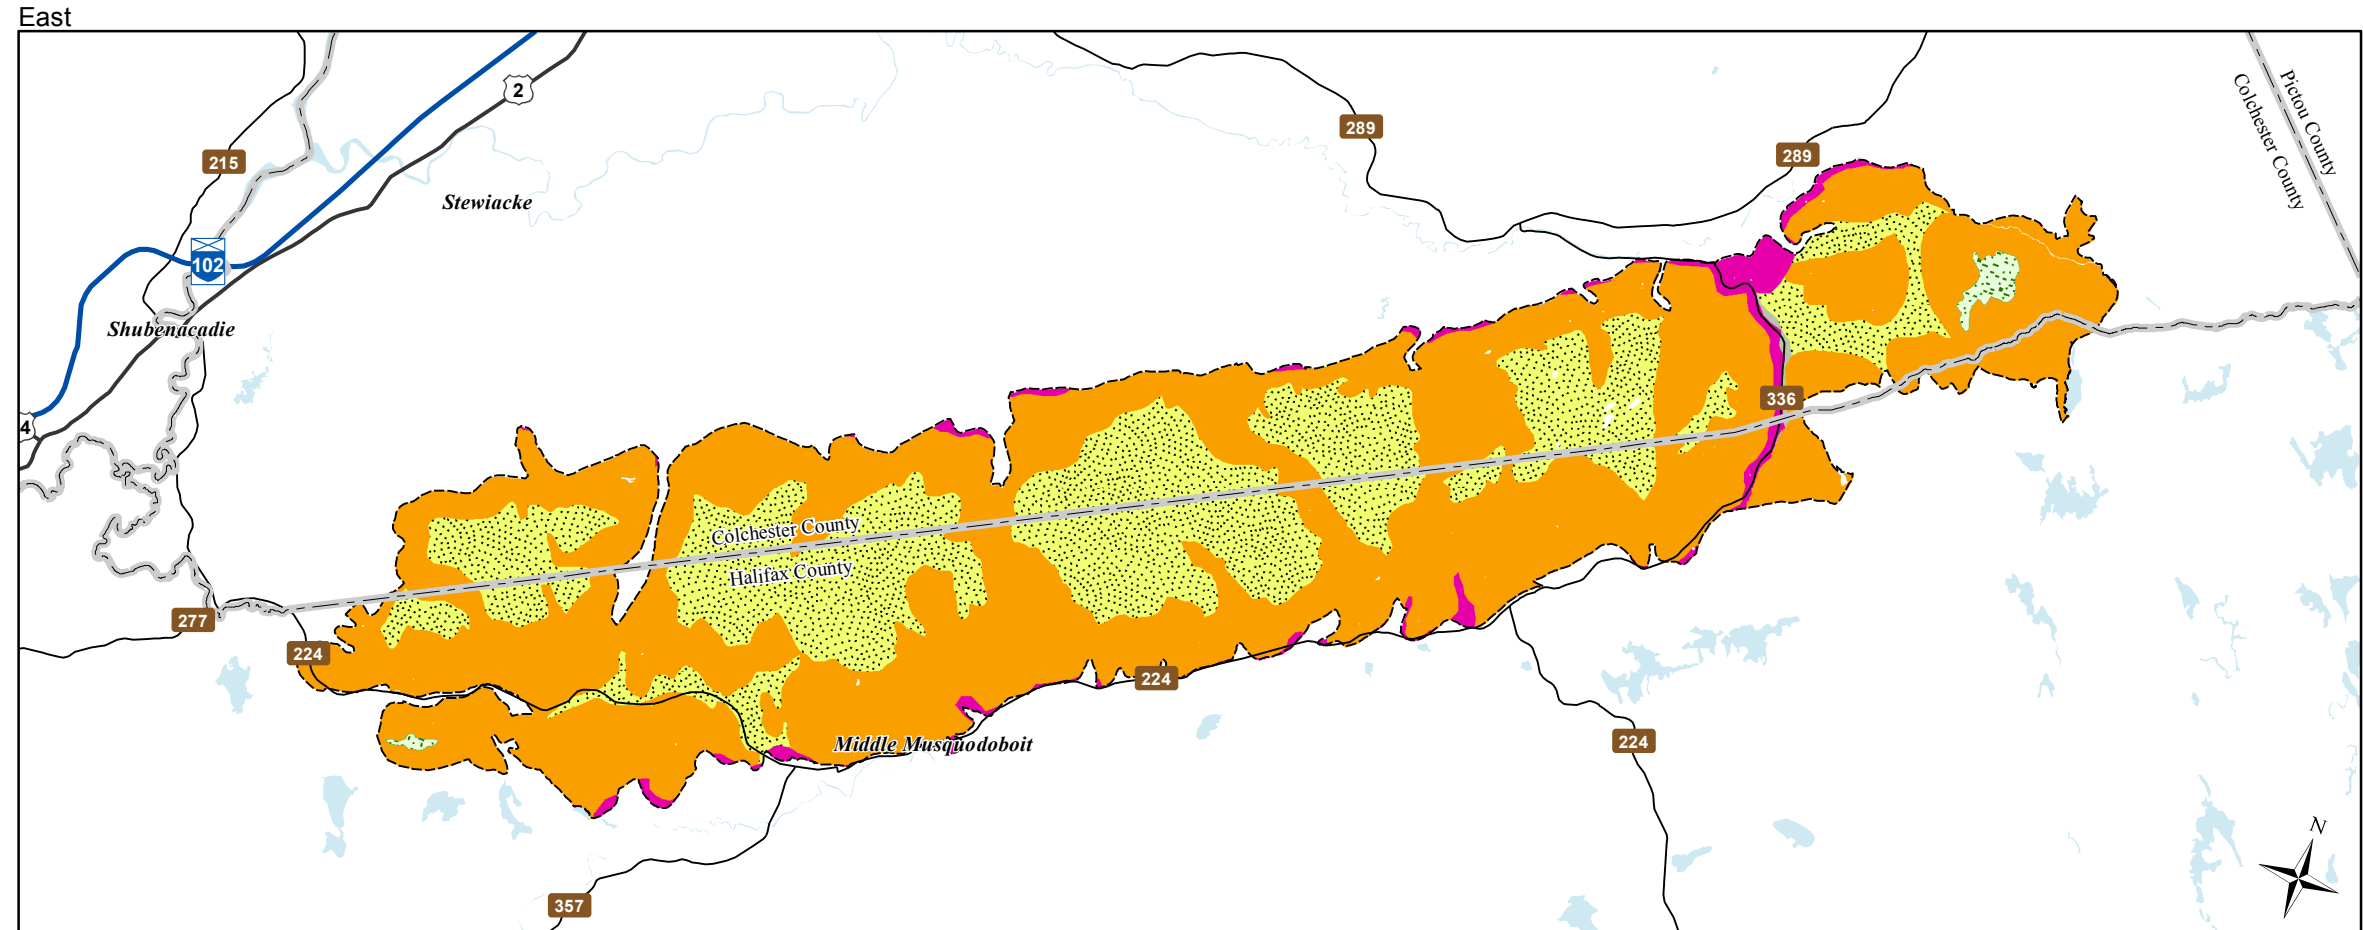 East
2
289
215
289
Pictou County
Colchester County
Stewiacke
102
Shubenacadie
336
4
Colchester County
Halifax County
277
224
224
Middle Musquodoboit
224
N
357